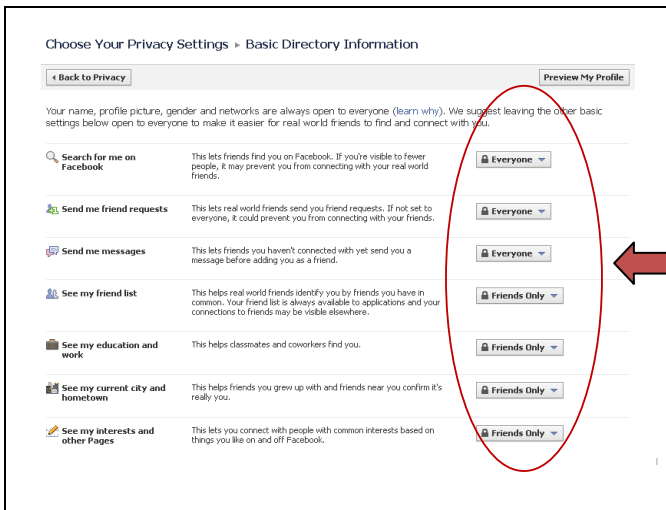 Choose Your Privacy Settings ▸ Basic Directory Information
Back to Privacy
Preview My Profile
Your name, profile picture, gender and networks are always open to everyone (learn why). We suggest leaving the other basic
settings below open to everyone to make it easier for real world friends to find and connect with you.
Search for me on
Facebook
This lets friends find you on Facebook. If you're visible to fewer
people, it may prevent you from connecting with your real world
friends.
Everyone
Send me friend requests
This lets real world friends send you friend requests. If not set to
everyone, it could prevent you from connecting with your friends.
Everyone
Send me messages
This lets friends you haven't connected with yet send you a
message before adding you as a friend.
Everyone
See my friend list
This helps real world friends identify you by friends you have in
common. Your friend list is always available to applications and your
connections to friends may be visible elsewhere.
Friends Only
See my education and
work
This helps classmates and coworkers find you.
Friends Only
See my current city and
hometown
This helps friends you grew up with and friends near you confirm it's
really you.
Friends Only
See my interests and
other Pages
This lets you connect with people with common interests based on
things you like on and off Facebook.
Friends Only